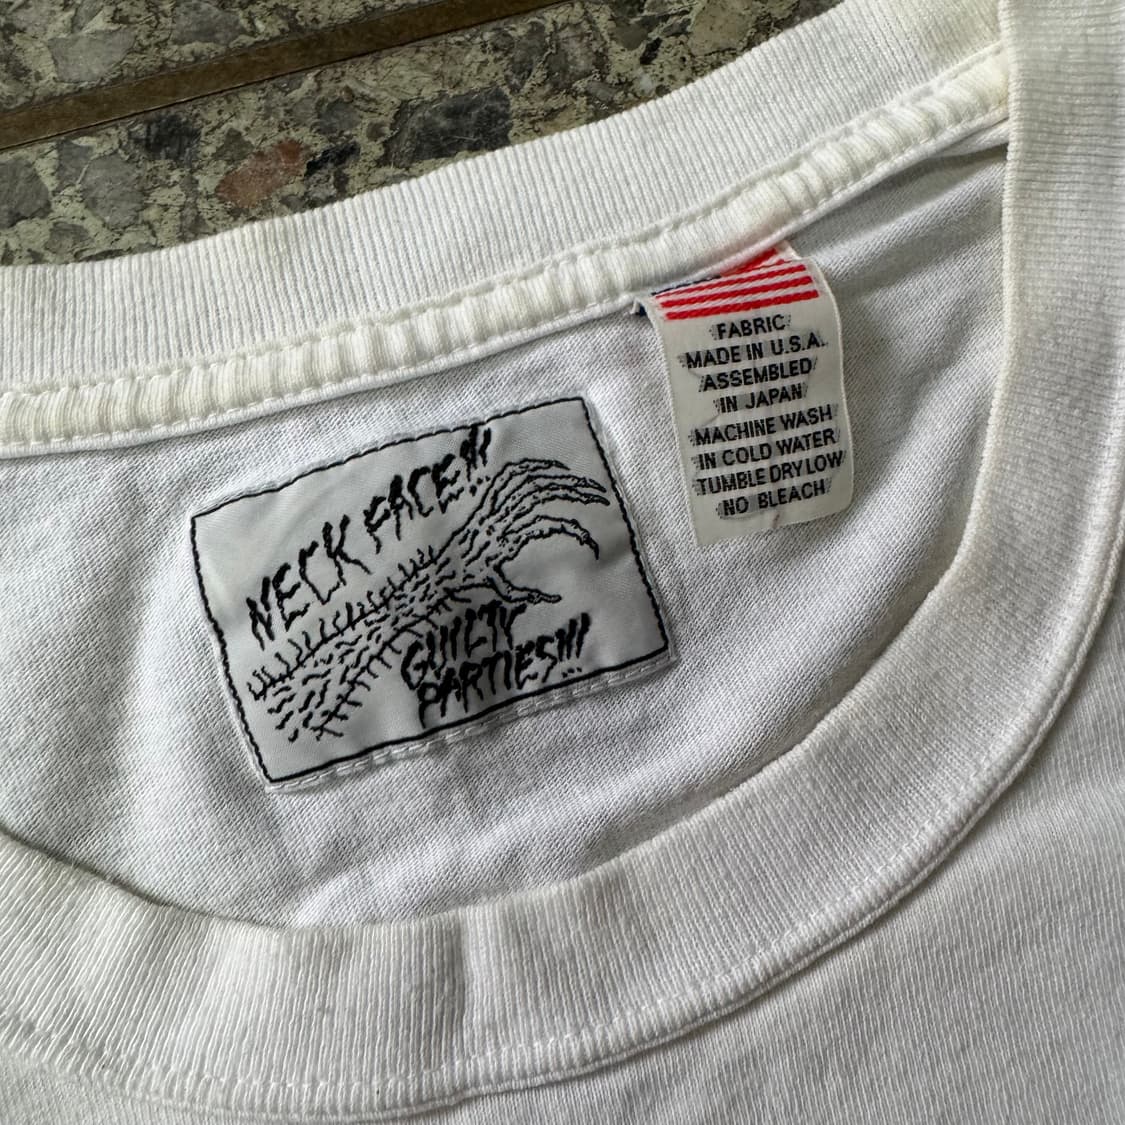 NECK FACE!!!
GUILTY
PARTIES!!!
FABRIC
MADE IN U.S.A.
ASSEMBLED
IN JAPAN
MACHINE WASH
IN COLD WATER
TUMBLE DRY LOW
NO BLEACH